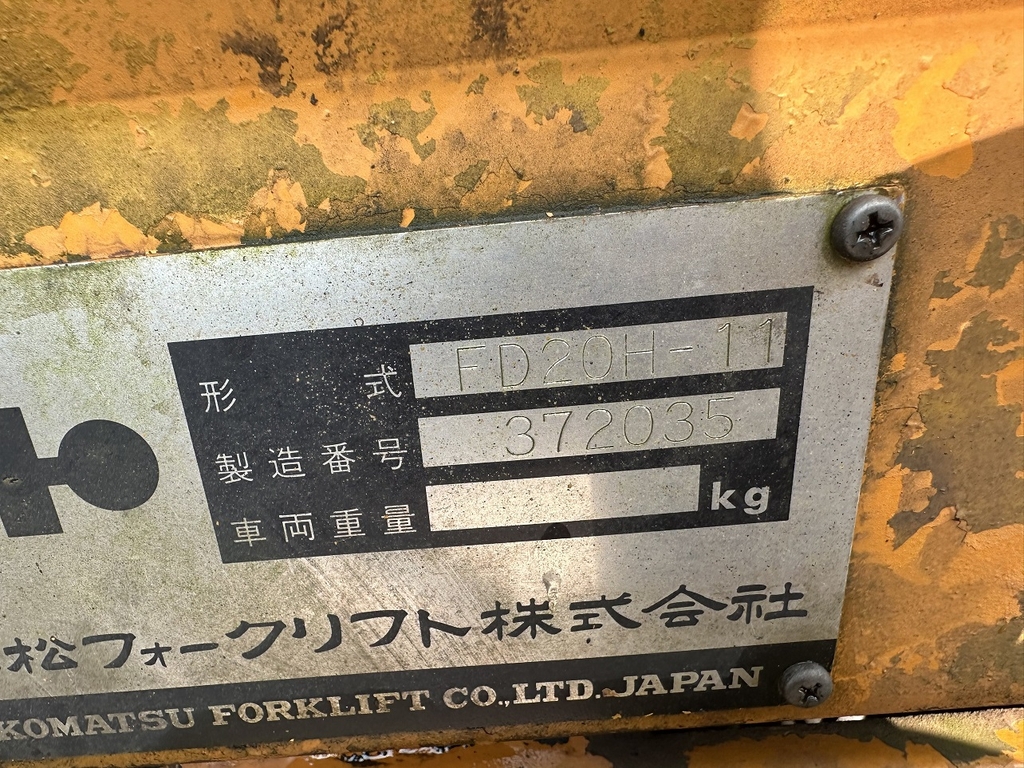 形式 FD20H-11
製造番号 372035
車両重量 kg
松フォークリフト株式会社
KOMATSU FORKLIFT CO.,LTD. JAPAN